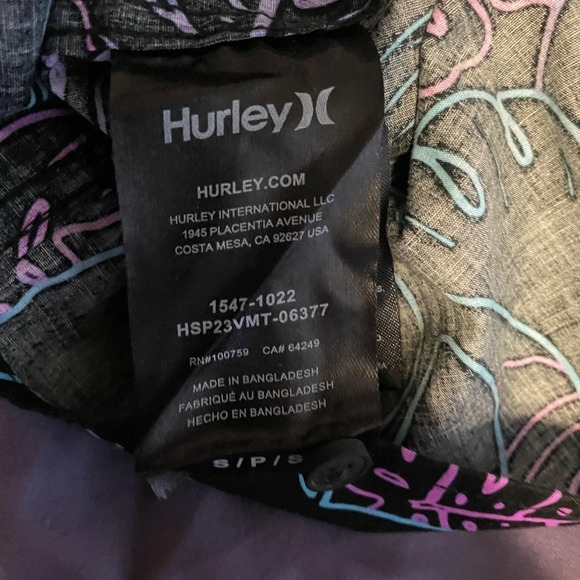 Hurley
HURLEY.COM
HURLEY INTERNATIONAL LLC
1945 PLACENTIA AVENUE
COSTA MESA, CA 92627 USA
1547-1022
HSP23VMT-06377
RN#100759 CA# 64249
MADE IN BANGLADESH
FABRIQUÉ AU BANGLADESH
HECHO EN BANGLADESH
S / P / S